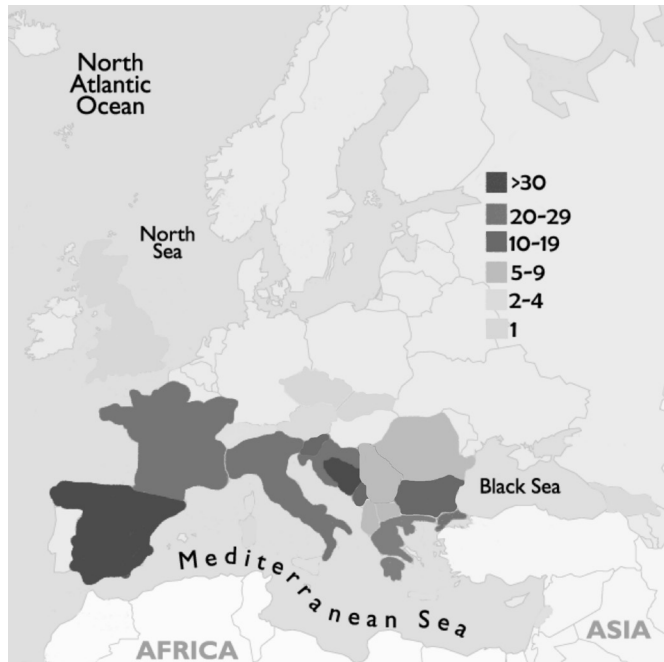 North
Atlantic
Ocean
North
Sea
>30
20-29
10-19
5-9
2-4
1
Black Sea
Mediterranean Sea
AFRICA
ASIA